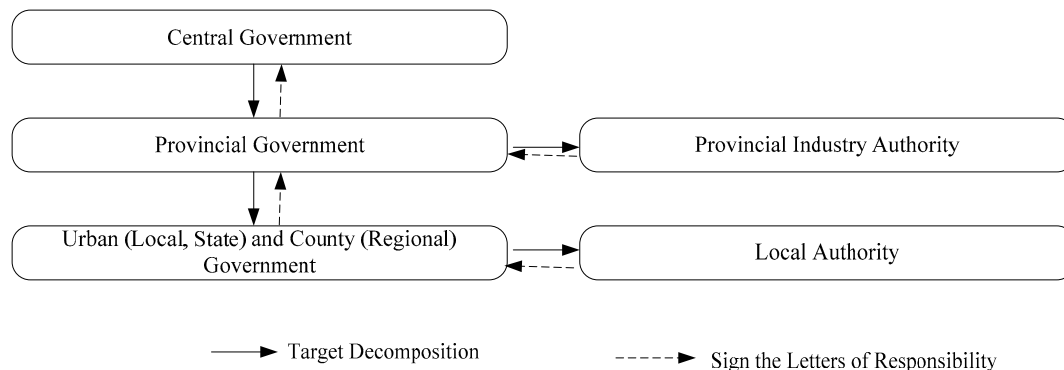 Central Government
Provincial Government
Provincial Industry Authority
Urban (Local, State) and County (Regional)
Government
Local Authority
Target Decomposition
Sign the Letters of Responsibility